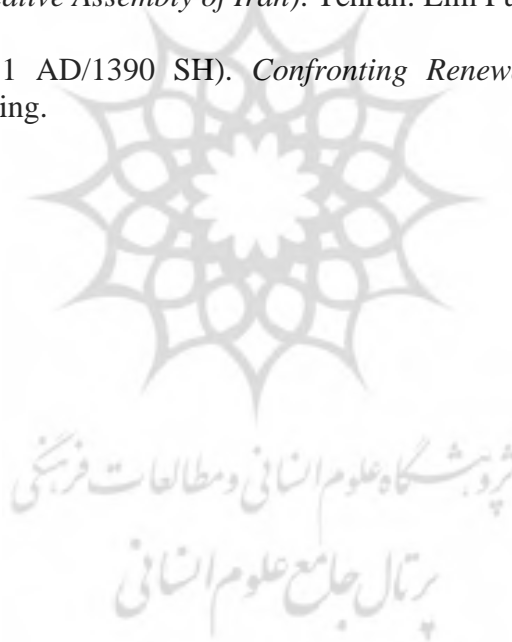 ative Assembly of Iran). Tehran: Elm Pu
1 AD/1390 SH). Confronting Renew
ing.
پژوهشگاه علوم انسانی و مطالعات فرهنگی
پرتال جامع علوم انسانی